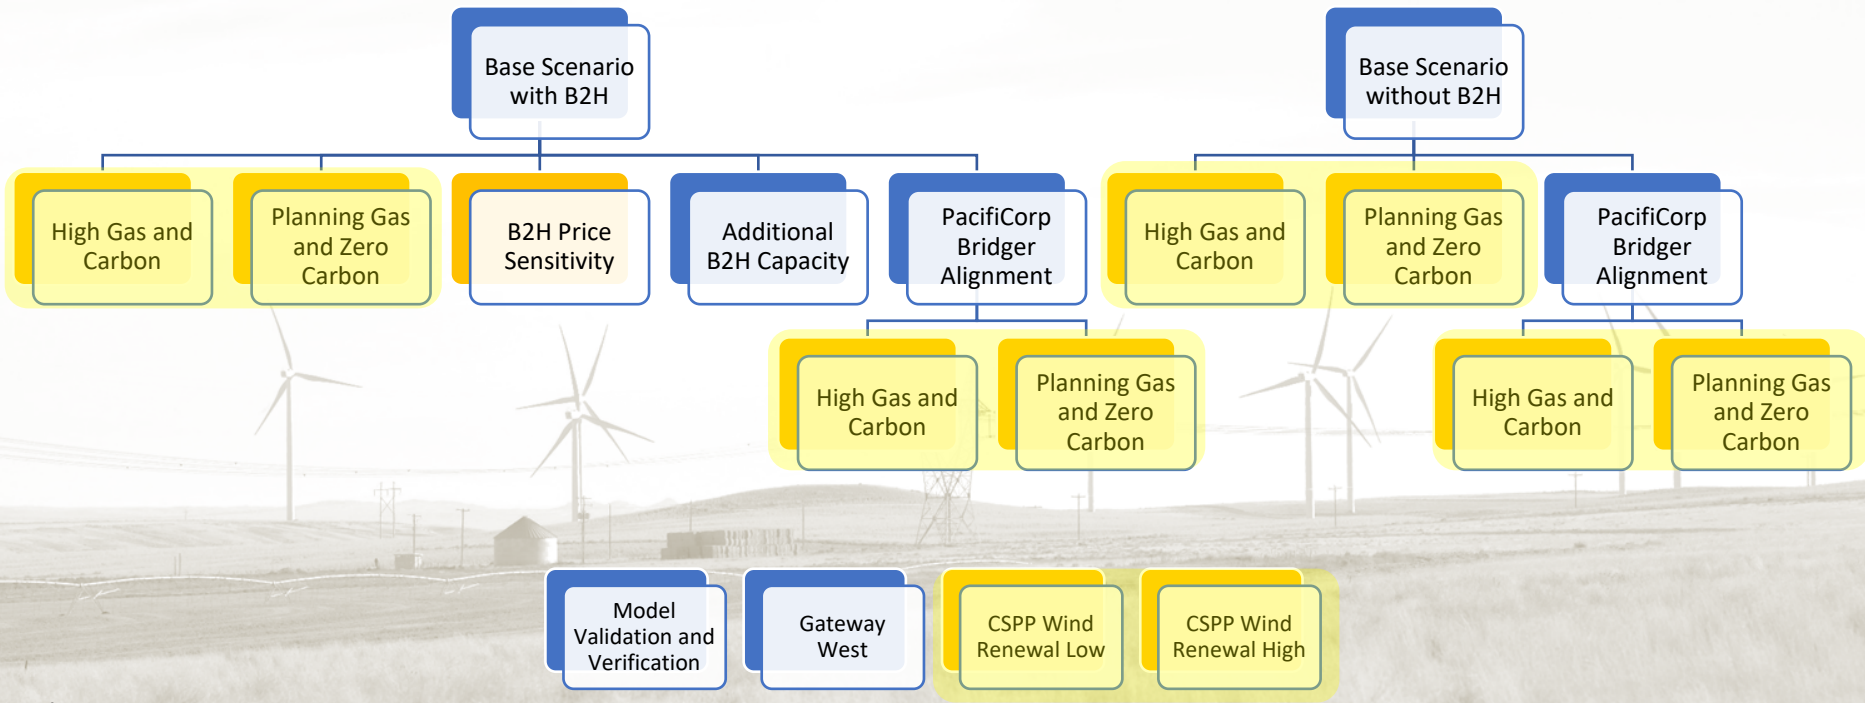 Base Scenario
with B2H
Base Scenario
without B2H
High Gas and
Carbon
Planning Gas
and Zero
Carbon
B2H Price
Sensitivity
Additional
B2H Capacity
PacifiCorp
Bridger
Alignment
High Gas and
Carbon
Planning Gas
and Zero
Carbon
PacifiCorp
Bridger
Alignment
High Gas and
Carbon
Planning Gas
and Zero
Carbon
High Gas and
Carbon
Planning Gas
and Zero
Carbon
Model
Validation and
Verification
Gateway
West
CSPP Wind
Renewal Low
CSPP Wind
Renewal High